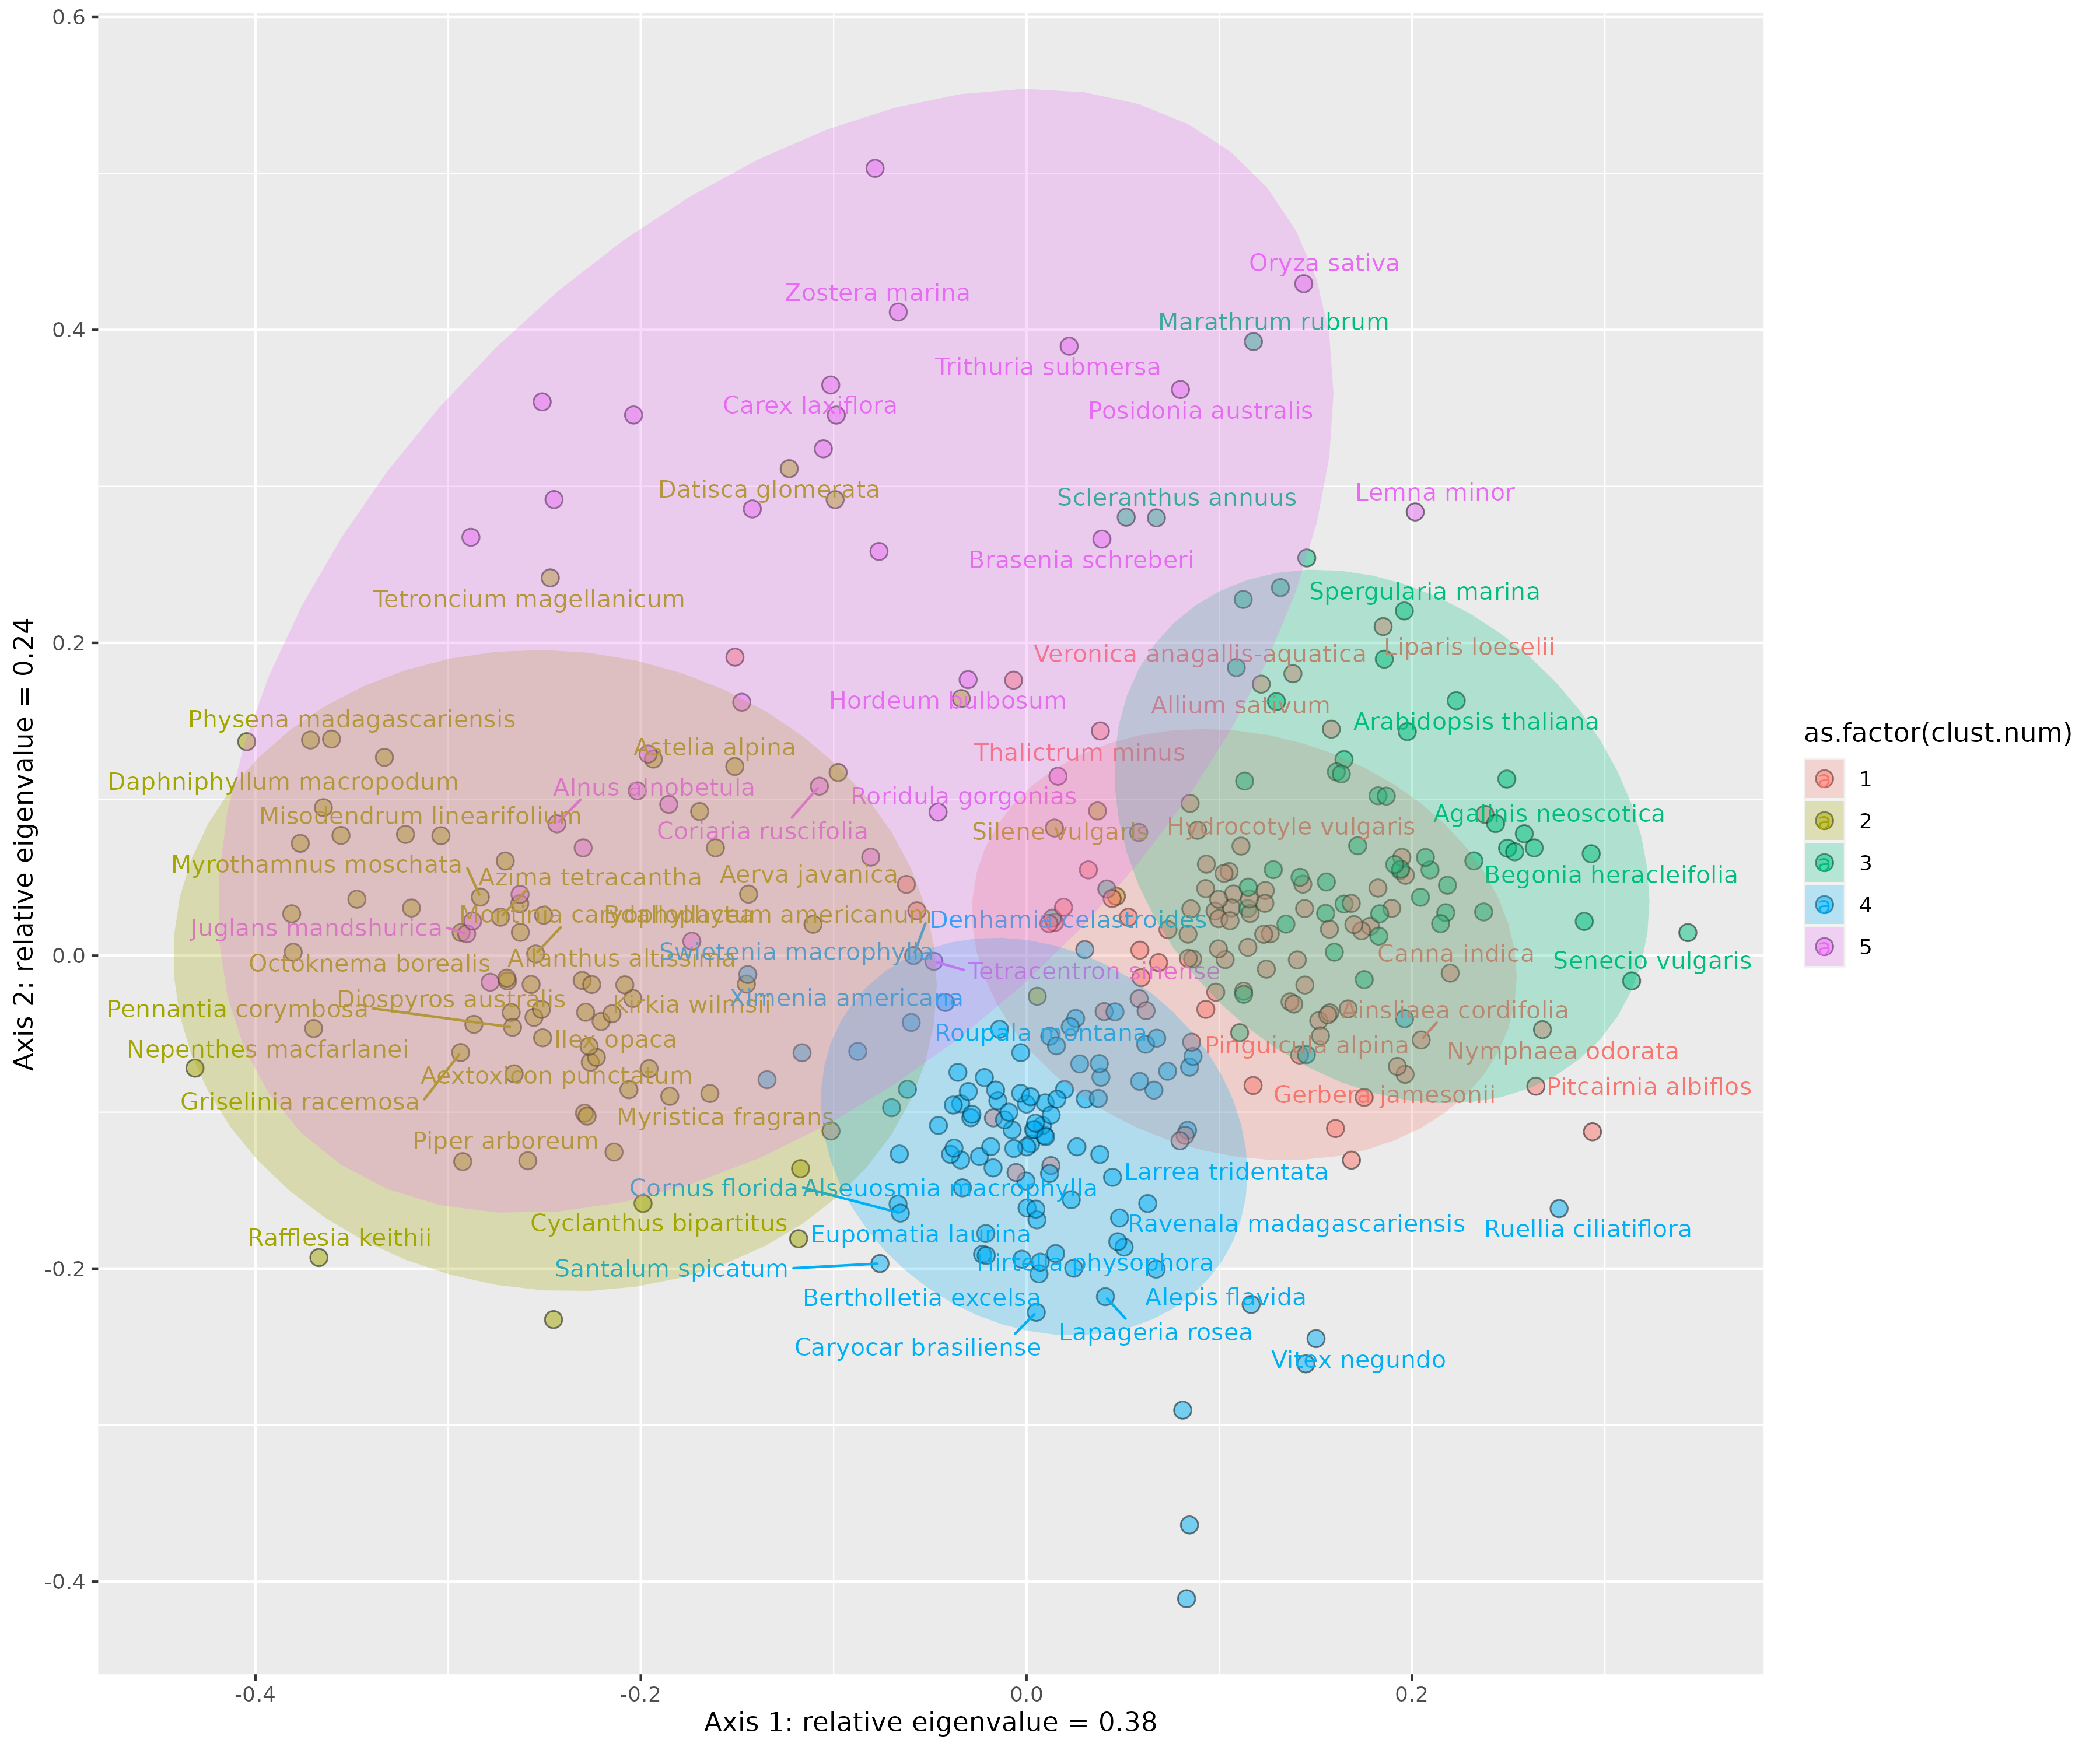 0.6
Oryza sativa
Zostera marina
Marathrum rubrum
0.4
Trithuria submersa
Carex laxiflora
Posidonia australis
Datisca glomerata
Scleranthus annuus
Lemna minor
Brasenia schreberi
Tetroncium magellanicum
Spergularia marina
0.2
Veronica anagallis-aquatica
Liparis loeselii
Hordeum bulbosum
Allium sativum
Physena madagascariensis
Arabidopsis thaliana
Astelia alpina
Thalictrum minus
Daphniphyllum macropodum
Alnus alnobetula
Roridula gorgonias
Misodendrum linearifolium
Agalinis neoscotica
Coriaria ruscifolia
Silene vulgaris
Hydrocotyle vulgaris
Myrothamnus moschata
Azima tetracantha
Aerva javanica
Begonia heracleifolia
Montinia caryophyllacea
Bdallophytum americanum
Denhamia celastroides
Juglans mandshurica
0.0
Swietenia macrophylla
Canna indica
Octoknema borealis
Ailanthus altissima
Tetracentron sinense
Senecio vulgaris
Diospyros australis
Ximenia americana
Pennantia corymbosa
Kirkia wilmsii
Ainsliaea cordifolia
Ilex opaca
Roupala montana
Nepenthes macfarlanei
Pinguicula alpina
Nymphaea odorata
Aextoxicon punctatum
Pitcairnia albiflos
Griselinia racemosa
Gerbera jamesonii
Myristica fragrans
Piper arboreum
Larrea tridentata
Cornus florida
Alseuosmia macrophylla
Cyclanthus bipartitus
Ravenala madagascariensis
Ruellia ciliatiflora
Rafflesia keithii
Eupomatia laurina
-0.2
Santalum spicatum
Hirtella physophora
Bertholletia excelsa
Alepis flavida
Lapageria rosea
Caryocar brasiliense
Vitex negundo
-0.4
-0.4
-0.2
0.0
0.2
Axis 1: relative eigenvalue = 0.38
Axis 2: relative eigenvalue = 0.24
as.factor(clust.num)
1
2
3
4
5